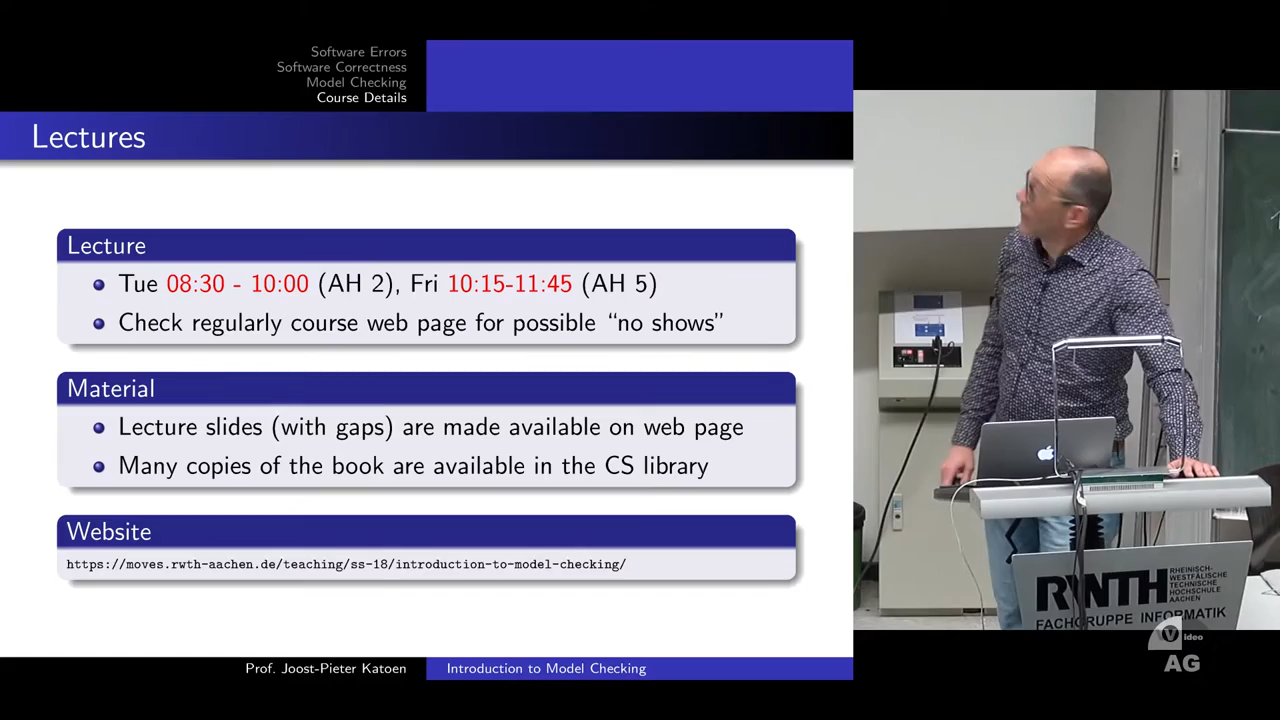 Software Errors
Software Correctness
Model Checking
Course Details
Lectures
Lecture
Tue 08:30 - 10:00 (AH 2), Fri 10:15-11:45 (AH 5)
Check regularly course web page for possible “no shows”
Material
Lecture slides (with gaps) are made available on web page
Many copies of the book are available in the CS library
Website
https://moves.rwth-aachen.de/teaching/ss-18/introduction-to-model-checking/
Prof. Joost-Pieter Katoen
Introduction to Model Checking
RWTH
RHEINISCH-
WESTFÄLISCHE
TECHNISCHE
HOCHSCHULE
AACHEN
FACHGRUPPE INFORMATIK
Video
AG